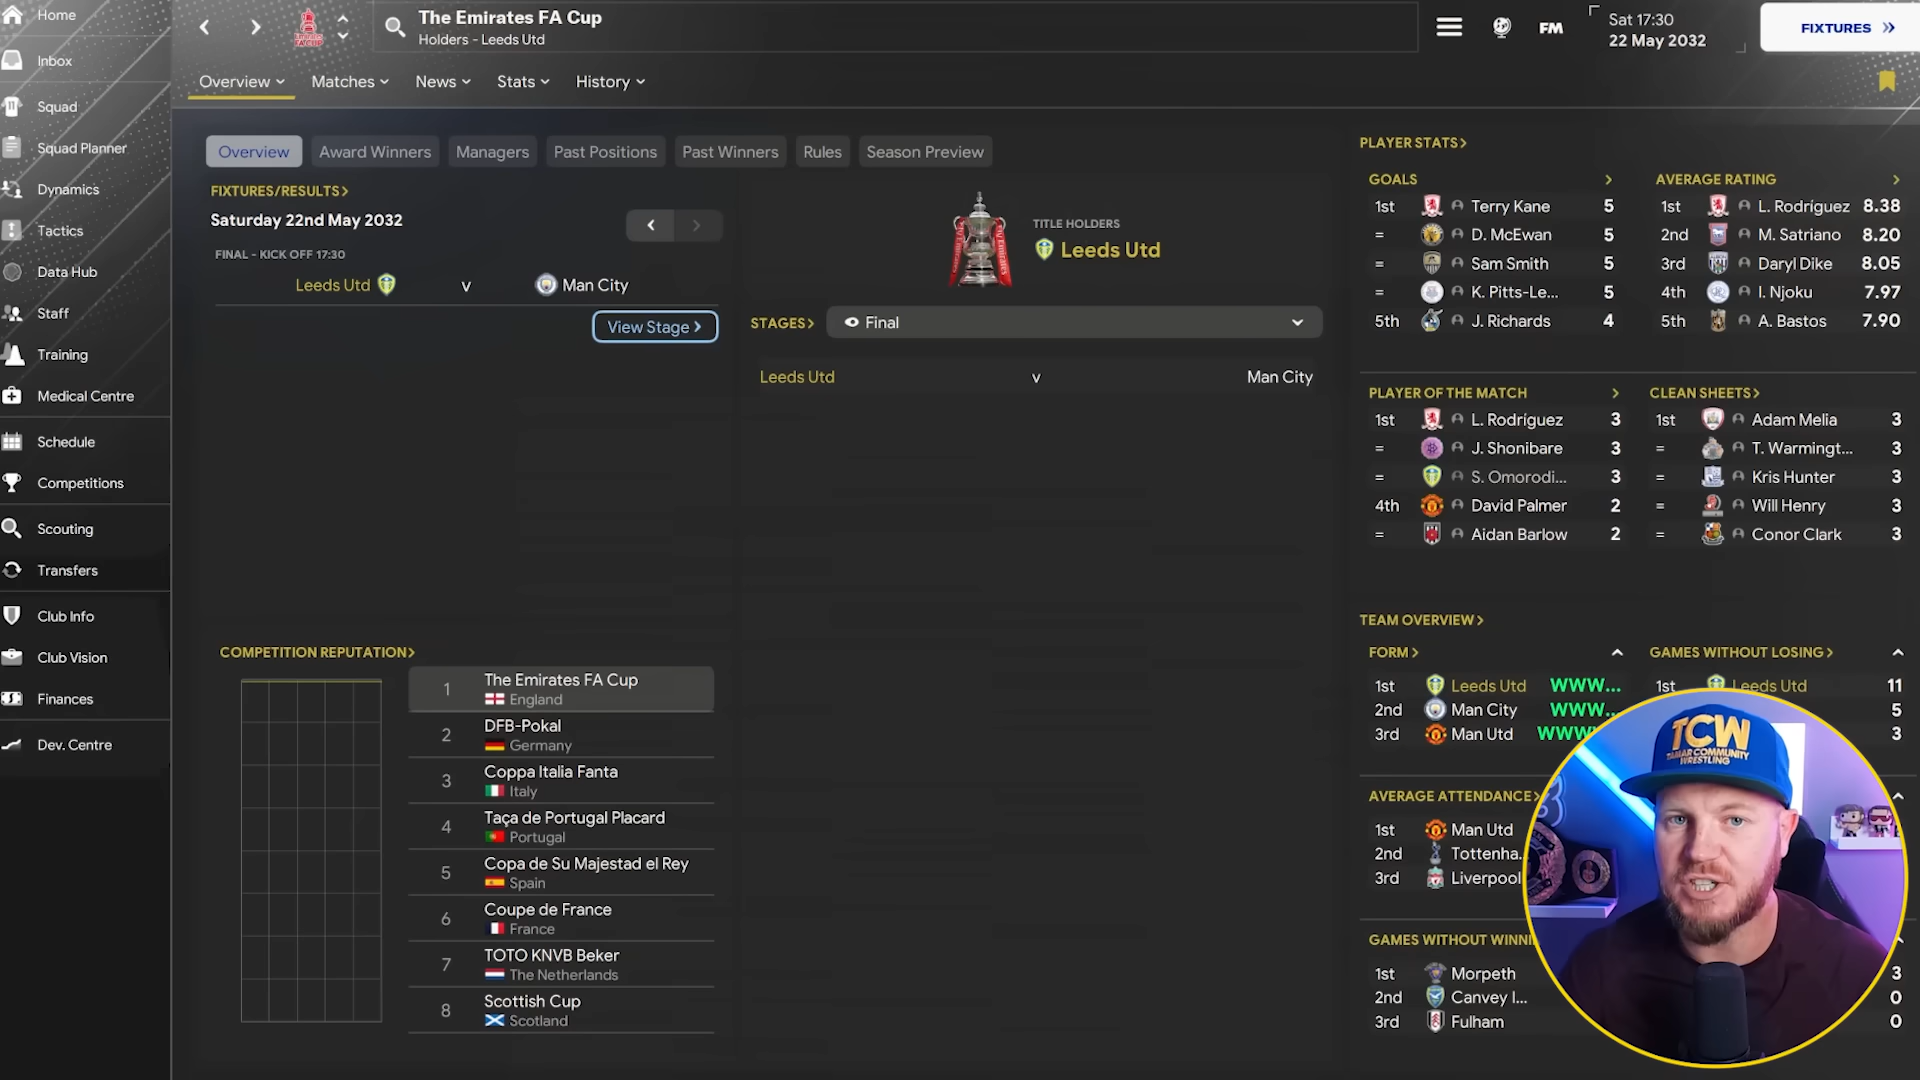 Home
Inbox
Squad
Squad Planner
Dynamics
Tactics
Data Hub
Staff
Training
Medical Centre
Schedule
Competitions
Scouting
Transfers
Club Info
Club Vision
Finances
Dev. Centre
The Emirates FA Cup
Holders - Leeds Utd
FM
Sat 17:30
22 May 2032
FIXTURES
Overview
Matches
News
Stats
History
Overview
Award Winners
Managers
Past Positions
Past Winners
Rules
Season Preview
FIXTURES/RESULTS >
Saturday 22nd May 2032
FINAL - KICK OFF 17:30
Leeds Utd v Man City
View Stage >
TITLE HOLDERS
Leeds Utd
STAGES >
Final
Leeds Utd v Man City
COMPETITION REPUTATION >
1 The Emirates FA Cup
England
2 DFB-Pokal
Germany
3 Coppa Italia Fanta
Italy
4 Taça de Portugal Placard
Portugal
5 Copa de Su Majestad el Rey
Spain
6 Coupe de France
France
7 TOTO KNVB Beker
The Netherlands
8 Scottish Cup
Scotland
PLAYER STATS >
GOALS >
1st Terry Kane 5
= D. McEwan 5
= Sam Smith 5
= K. Pitts-Le... 5
5th J. Richards 4
AVERAGE RATING >
1st L. Rodríguez 8.38
2nd M. Satriano 8.20
3rd Daryl Dike 8.05
4th I. Njoku 7.97
5th A. Bastos 7.90
PLAYER OF THE MATCH >
1st L. Rodríguez 3
= J. Shonibare 3
= S. Omorodi... 3
4th David Palmer 2
= Aidan Barlow 2
CLEAN SHEETS >
1st Adam Melia 3
= T. Warmingt... 3
= Kris Hunter 3
= Will Henry 3
= Conor Clark 3
TEAM OVERVIEW >
FORM >
1st Leeds Utd WWW...
2nd Man City WWW...
3rd Man Utd WWW
GAMES WITHOUT LOSING >
1st Leeds Utd 11
5
3
AVERAGE ATTENDANCE >
1st Man Utd
2nd Tottenha...
3rd Liverpool
GAMES WITHOUT WINNI
1st Morpeth 3
2nd Canvey I... 0
3rd Fulham 0
TCW
TAMAR COMMUNITY
WRESTLING